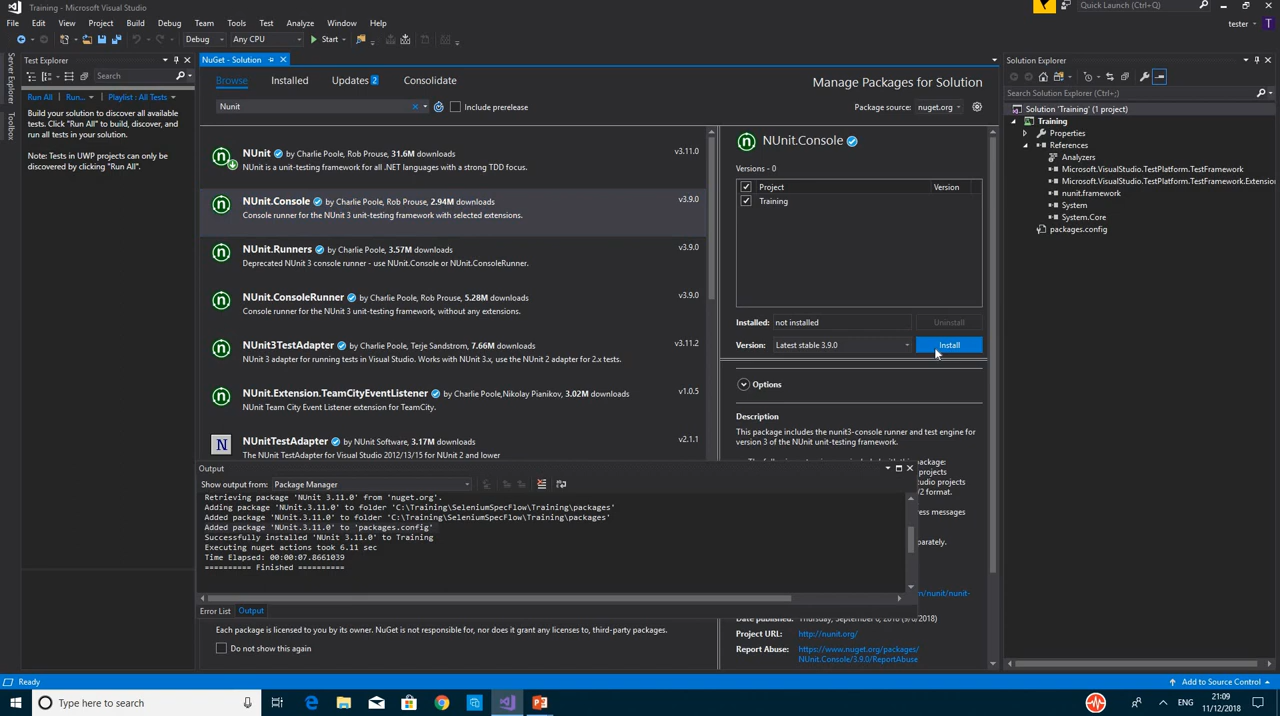 Training - Microsoft Visual Studio
Quick Launch (Ctrl+Q)
File Edit View Project Build Debug Team Tools Test Analyze Window Help
tester T
Debug Any CPU Start
Server Explorer
Toolbox
Test Explorer
Search
Run All Run... Playlist : All Tests
Build your solution to discover all available
tests. Click "Run All" to build, discover, and
run all tests in your solution.
Note: Tests in UWP projects can only be
discovered by clicking "Run All".
NuGet - Solution
Browse Installed Updates 2 Consolidate
Manage Packages for Solution
Nunit
Include prerelease
Package source: nuget.org
NUnit by Charlie Poole, Rob Prouse, 31.6M downloads v3.11.0
NUnit is a unit-testing framework for all .NET languages with a strong TDD focus.
NUnit.Console by Charlie Poole, Rob Prouse 2.94M downloads v3.9.0
Console runner for the NUnit 3 unit-testing framework with selected extensions.
NUnit.Runners by Charlie Poole, 3.57M downloads v3.9.0
Deprecated NUnit 3 console runner - use NUnit.Console or NUnit.ConsoleRunner.
NUnit.ConsoleRunner by Charlie Poole, Rob Prouse, 5.28M downloads v3.9.0
Console runner for the NUnit 3 unit-testing framework, without any extensions.
NUnit3TestAdapter by Charlie Poole, Terje Sandstrom, 7.66M downloads v3.11.2
NUnit 3 adapter for running tests in Visual Studio. Works with NUnit 3.x, use the NUnit 2 adapter for 2.x tests.
NUnit.Extension.TeamCityEventListener by Charlie Poole,Nikolay Pianikov, 3.02M downloads v1.0.5
NUnit Team City Event Listener extension for TeamCity.
NUnitTestAdapter by NUnit Software, 3.17M downloads v2.1.1
The NUnit TestAdapter for Visual Studio 2012/13/15 for NUnit 2 and lower
NUnit.Console
Versions - 0
Project Version
Training
Installed: not installed Uninstall
Version: Latest stable 3.9.0 Install
Options
Description
This package includes the nunit3-console runner and test engine for
version 3 of the NUnit unit-testing framework.
this package:
projects
studio projects
2 format.
press messages
parately.
m/nunit/nunit-
Project URL: http://nunit.org/
Report Abuse: https://www.nuget.org/packages/
NUnit.Console/3.9.0/ReportAbuse
Output
Show output from: Package Manager
Retrieving package 'NUnit 3.11.0' from 'nuget.org'.
Adding package 'NUnit.3.11.0' to folder 'C:\Training\SeleniumSpecFlow\Training\packages'
Added package 'NUnit.3.11.0' to folder 'C:\Training\SeleniumSpecFlow\Training\packages'
Added package 'NUnit.3.11.0' to 'packages.config'
Successfully installed 'NUnit 3.11.0' to Training
Executing nuget actions took 6.11 sec
Time Elapsed: 00:00:07.8661039
========== Finished ==========
Error List Output
Each package is licensed to you by its owner. NuGet is not responsible, nor does it grant any licenses to, third-party packages.
Do not show this again
Solution Explorer
Search Solution Explorer (Ctrl+;)
Solution 'Training' (1 project)
Training
Properties
References
Analyzers
Microsoft.VisualStudio.TestPlatform.TestFramework
Microsoft.VisualStudio.TestPlatform.TestFramework.Extensio
nunit.framework
System
System.Core
packages.config
Ready
Add to Source Control
Type here to search
ENG
21:09
11/12/2018